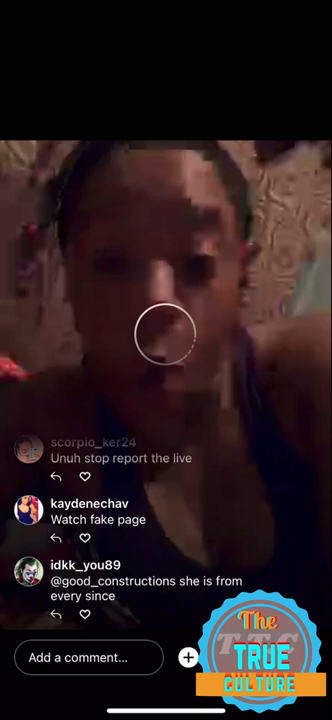 scorpio_ker24
Unuh stop report the live
kaydenechav
Watch fake page
idkk_you89
@good_constructions she is from
every since
Add a comment...
The
T.T.C
TRUE
CULTURE